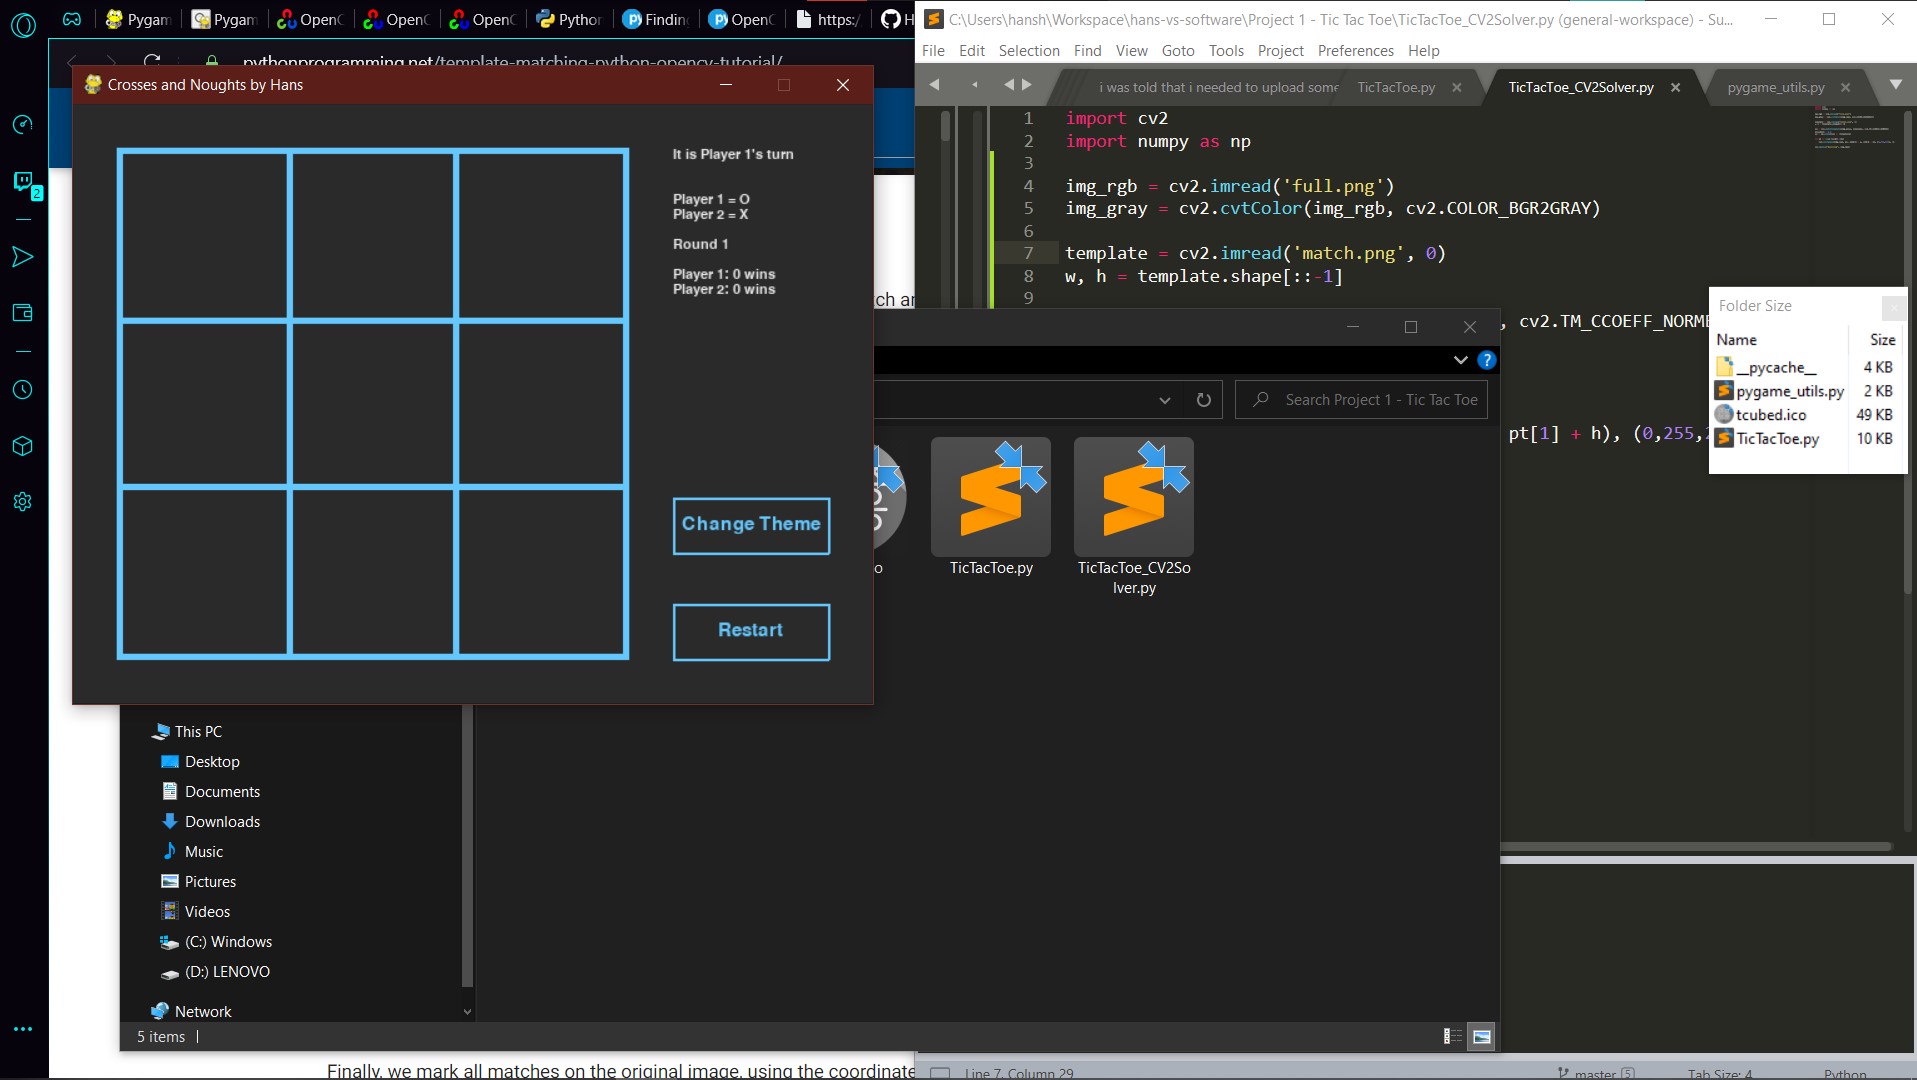 Pygam
Pygam
OpenC
OpenC
OpenC
Pythor
Finding
OpenC
https:/
pythonprogramming.net/template-matching-python-opencv-tutorial/
2
Crosses and Noughts by Hans
It is Player 1's turn
Player 1 = O
Player 2 = X
Round 1
Player 1: 0 wins
Player 2: 0 wins
Change Theme
Restart
ch
C:\Users\hansh\Workspace\hans-vs-software\Project 1 - Tic Tac Toe\TicTacToe_CV2Solver.py (general-workspace) - Su...
File Edit Selection Find View Goto Tools Project Preferences Help
i was told that i needed to upload some
TicTacToe.py
TicTacToe_CV2Solver.py
pygame_utils.py
1 import cv2
2 import numpy as np
3
4 img_rgb = cv2.imread('full.png')
5 img_gray = cv2.cvtColor(img_rgb, cv2.COLOR_BGR2GRAY)
6
7 template = cv2.imread('match.png', 0)
8 w, h = template.shape[::-1]
9
, cv2.TM_CCOEFF_NORME
pt[1] + h), (0,255,
Folder Size
Name Size
__pycache__ 4 KB
pygame_utils.py 2 KB
tcubed.ico 49 KB
TicTacToe.py 10 KB
Search Project 1 - Tic Tac Toe
o
TicTacToe.py
TicTacToe_CV2So
lver.py
This PC
Desktop
Documents
Downloads
Music
Pictures
Videos
(C:) Windows
(D:) LENOVO
Network
5 items
Finally, we mark all matches on the original image, using the coordinate
Line 7, Column 29
master 5
Tab Size: 4
Python